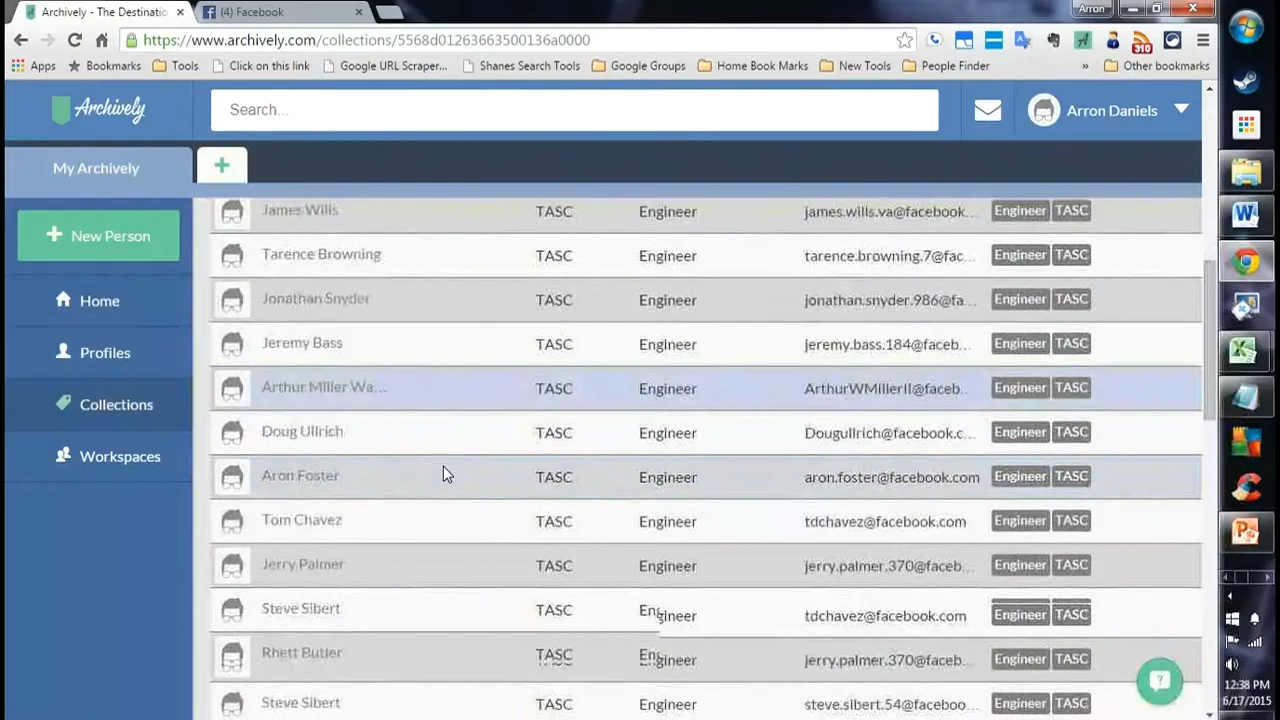 Archively - The Destinatio
(4) Facebook
Arron
https://www.archively.com/collections/5568d01263663500136a0000
310
Apps Bookmarks Tools Click on this link Google URL Scraper... Shares Search Tools Google Groups Home Book Marks New Tools People Finder » Other bookmarks
Archively
Search...
Arron Daniels
My Archively
+
+ New Person
Home
Profiles
Collections
Workspaces
James Wills TASC Engineer james.wills.va@facebook... Engineer TASC
Tarence Browning TASC Engineer tarence.browning.7@fac... Engineer TASC
Jonathan Snyder TASC Engineer jonathan.snyder.986@fa... Engineer TASC
Jeremy Bass TASC Engineer jeremy.bass.184@faceb... Engineer TASC
Arthur Miller Wa... TASC Engineer ArthurWMillerII@faceb... Engineer TASC
Doug Ullrich TASC Engineer Dougullrich@facebook.c... Engineer TASC
Aron Foster TASC Engineer aron.foster@facebook.com Engineer TASC
Tom Chavez TASC Engineer tdchavez@facebook.com Engineer TASC
Jerry Palmer TASC Engineer jerry.palmer.370@faceb... Engineer TASC
Steve Sibert TASC Engineer tdchavez@facebook.com Engineer TASC
Rhett Butler TASC Engineer jerry.palmer.370@faceb... Engineer TASC
Steve Sibert TASC Engineer steve.sibert.54@faceboo... Engineer TASC
?
12:38 PM
6/17/2015